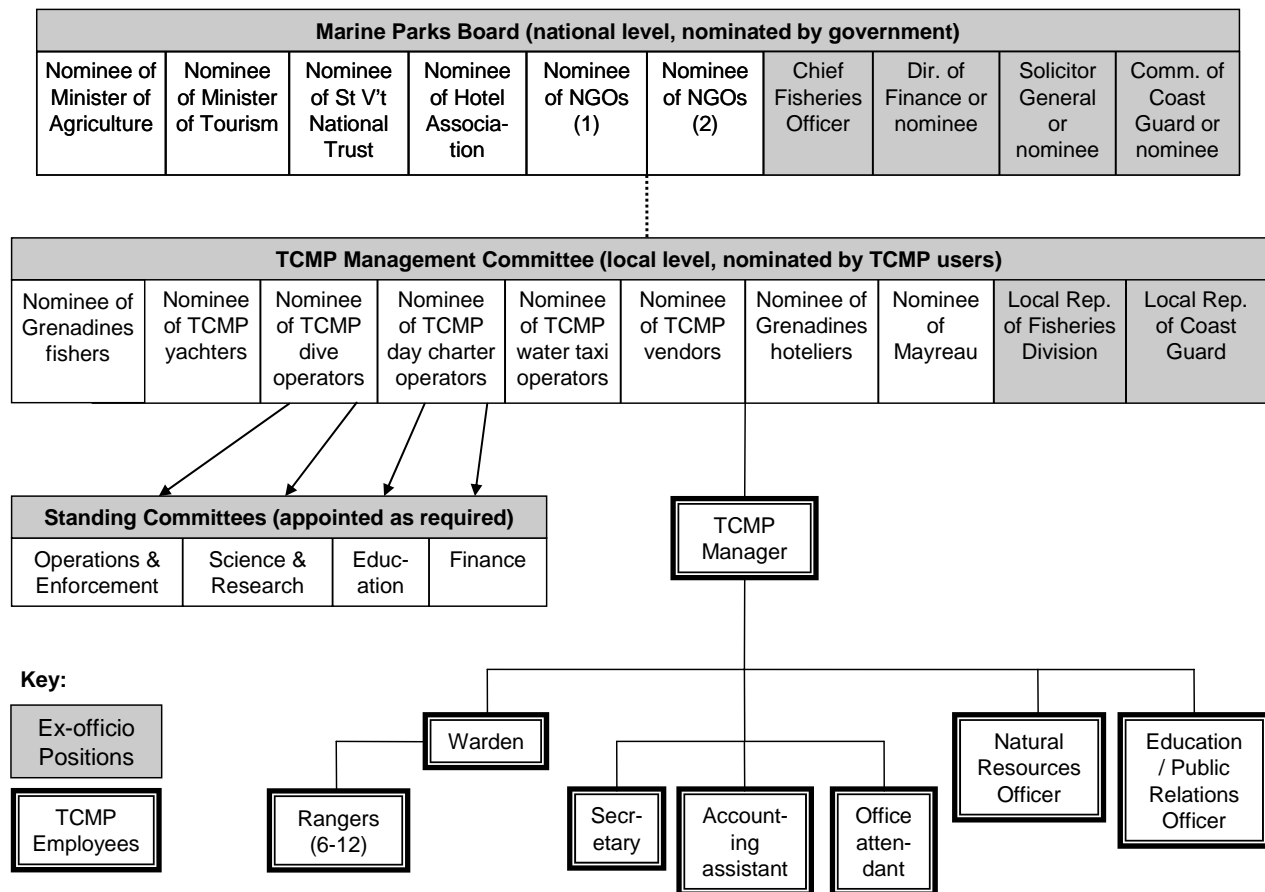 Marine Parks Board (national level, nominated by government)
Nominee of
Minister of
Agriculture
Nominee
of Minister
of Tourism
Nominee
of St V't
National
Trust
Nominee
of Hotel
Associa-
tion
Nominee
of NGOs
(1)
Nominee
of NGOs
(2)
Chief
Fisheries
Officer
Dir. of
Finance or
nominee
Solicitor
General
or
nominee
Comm. of
Coast
Guard or
nominee
TCMP Management Committee (local level, nominated by TCMP users)
Nominee of
Grenadines
fishers
Nominee
of TCMP
yachters
Nominee
of TCMP
dive
operators
Nominee
of TCMP
day charter
operators
Nominee
of TCMP
water taxi
operators
Nominee
of TCMP
vendors
Nominee of
Grenadines
hoteliers
Nominee
of
Mayreau
Local Rep.
of Fisheries
Division
Local Rep.
of Coast
Guard
Standing Committees (appointed as required)
Operations &
Enforcement
Science &
Research
Educ-
ation
Finance
TCMP
Manager
Key:
Ex-officio
Positions
TCMP
Employees
Warden
Rangers
(6-12)
Secr-
etary
Account-
ing
assistant
Office
atten-
dant
Natural
Resources
Officer
Education
/ Public
Relations
Officer